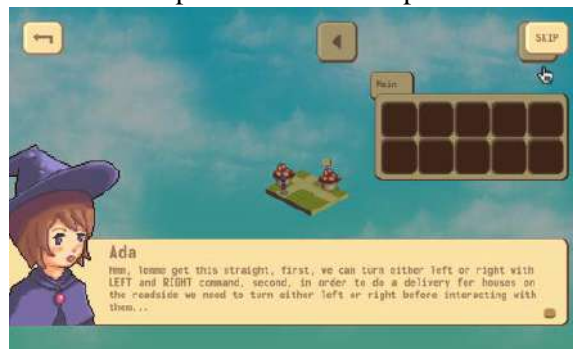 SKIP
Main
Ada
Hmm, lemme get this straight, first, we can turn either left or right with
LEFT and RIGHT command, second, in order to do a delivery for houses on
the roadside we need to turn either left or right before interacting with
them...